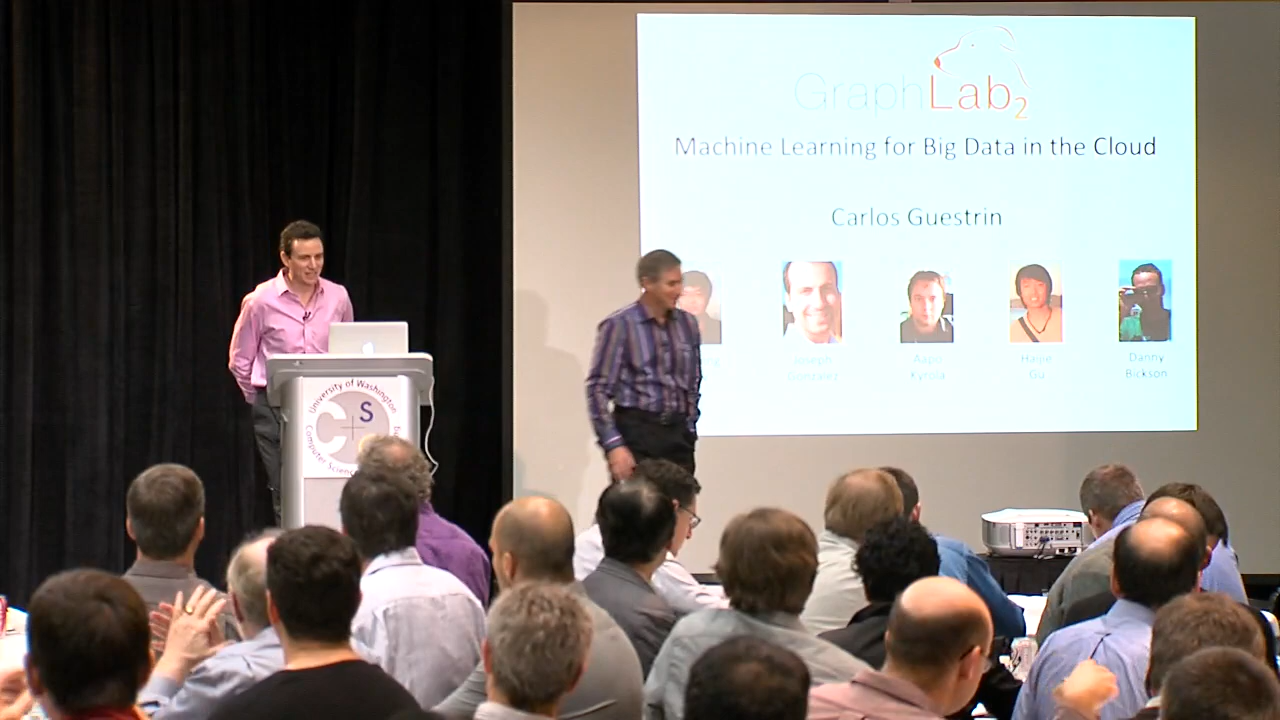 GraphLab2
Machine Learning for Big Data in the Cloud
Carlos Guestrin
Joseph
Gonzalez
Aapo
Kyrola
Haijie
Gu
Danny
Bickson
University of Washington
C S
+
Computer Science